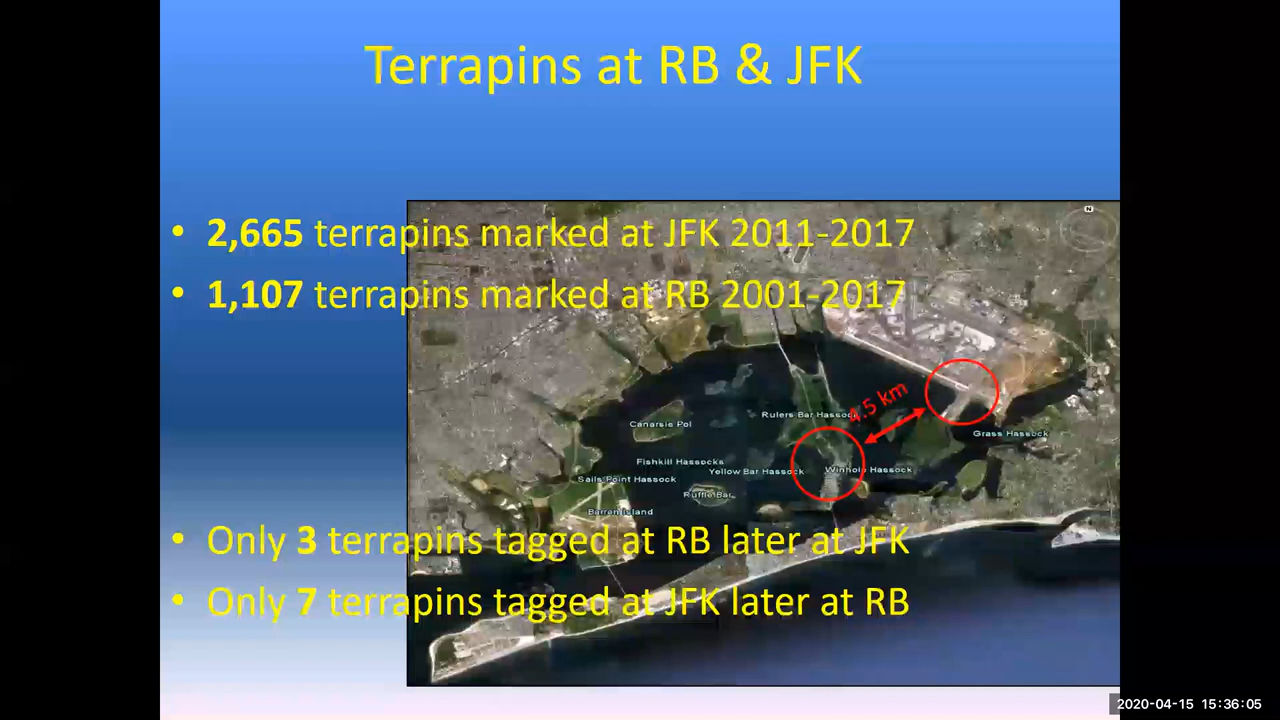 Terrapins at RB & JFK
• 2,665 terrapins marked at JFK 2011-2017
• 1,107 terrapins marked at RB 2001-2017
N
4.5 km
Rulers Bar Hassock
Canarsie Pol
Grass Hassock
Fishkill Hassocks
Yellow Bar Hassock
Winhole Hassock
Sails Point Hassock
Ruffle Bar
Barren Island
• Only 3 terrapins tagged at RB later at JFK
• Only 7 terrapins tagged at JFK later at RB
2020-04-15 15:36:05